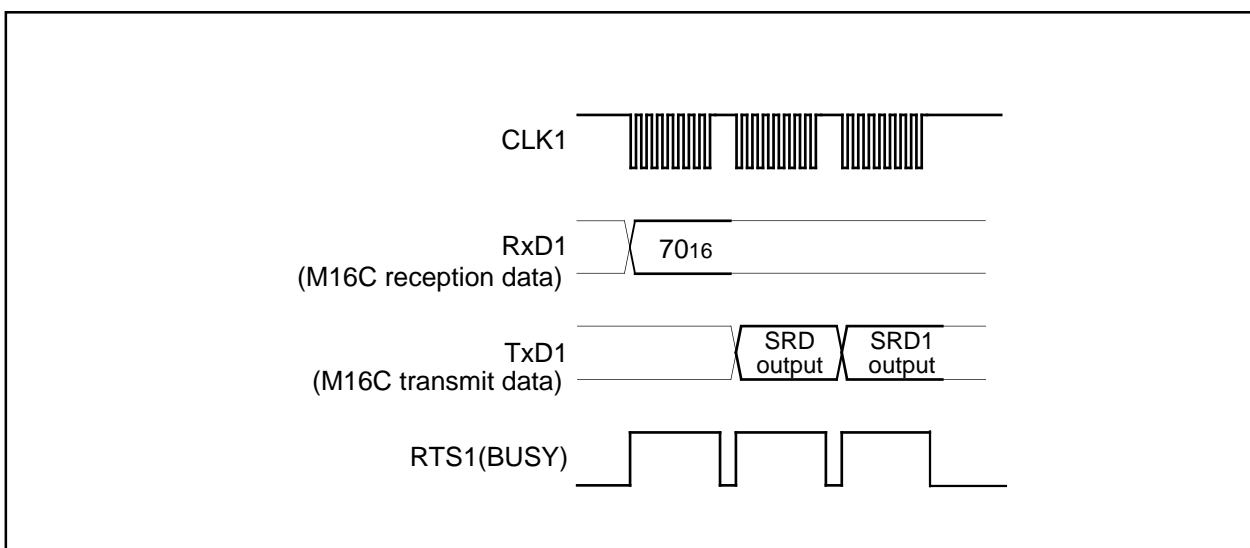 CLK1
RxD1
(M16C reception data)
7016
TxD1
(M16C transmit data)
SRD
output
SRD1
output
RTS1(BUSY)